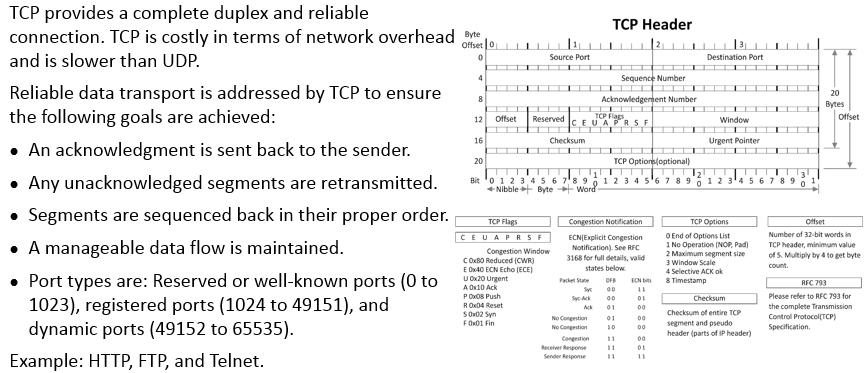 TCP provides a complete duplex and reliable
connection. TCP is costly in terms of network overhead
and is slower than UDP.
Reliable data transport is addressed by TCP to ensure
the following goals are achieved:
• An acknowledgment is sent back to the sender.
• Any unacknowledged segments are retransmitted.
• Segments are sequenced back in their proper order.
• A manageable data flow is maintained.
• Port types are: Reserved or well-known ports (0 to
1023), registered ports (1024 to 49151), and
dynamic ports (49152 to 65535).
Example: HTTP, FTP, and Telnet.
TCP Header
Byte
Offset 0 1 2 3
0 Source Port Destination Port
4 Sequence Number
8 Acknowledgement Number
20
Bytes
Offset
12 Offset Reserved TCP Flags Window
C E U A P R S F
16 Checksum Urgent Pointer
20 TCP Options(optional)
Bit 0 1 2 3 4 5 6 7 8 9 1 0 1 2 3 4 5 6 7 8 9 2 0 1 2 3 4 5 6 7 8 9 3 0 1
Nibble Byte Word
TCP Flags
C E U A P R S F
Congestion Window
C 0x80 Reduced (CWR)
E 0x40 ECN Echo (ECE)
U 0x20 Urgent
A 0x10 Ack
P 0x08 Push
R 0x04 Reset
S 0x02 Syn
F 0x01 Fin
Congestion Notification
ECN(Explicit Congestion
Notification). See RFC
3168 for full details, valid
states below.
Packet State DFB ECN bits
Syc 0 0 1 1
Syc-Ack 0 0 0 1
Ack 0 1 0 0
No Congestion 0 1 0 0
No Congestion 1 0 0 0
Congestion 1 1 0 0
Receiver Response 1 1 0 1
Sender Response 1 1 0 1
TCP Options
0 End of Options List
1 No Operation (NOP, Pad)
2 Maximum segment size
3 Window Scale
4 Selective ACK ok
8 Timestamp
Checksum
Checksum of entire TCP
segment and pseudo
header (parts of IP header)
Offset
Number of 32-bit words in
TCP header, minimum value
of 5. Multiply by 4 to get byte
count.
RFC 793
Please refer to RFC 793 for
the complete Transmission
Control Protocol(TCP)
Specification.